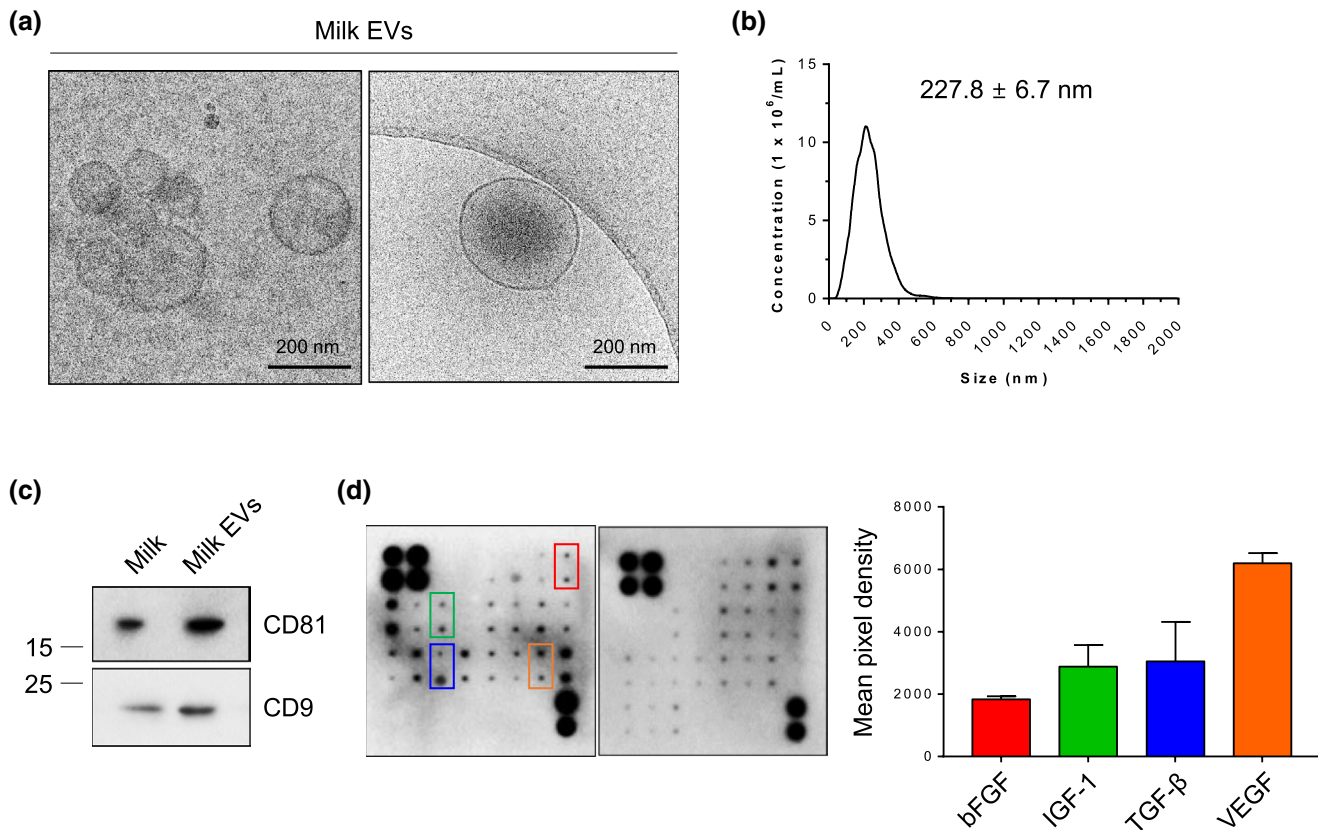 (a)
Milk EVs
200 nm
200 nm
(b)
227.8 ± 6.7 nm
Concentration (1 x 10⁶/mL)
15
10
5
0
0 200 400 600 800 1000 1200 1400 1600 1800 2000
Size (nm)
(c)
Milk
Milk EVs
CD81
15
25
CD9
(d)
Mean pixel density
8000
6000
4000
2000
0
bFGF IGF-1 TGF-β VEGF